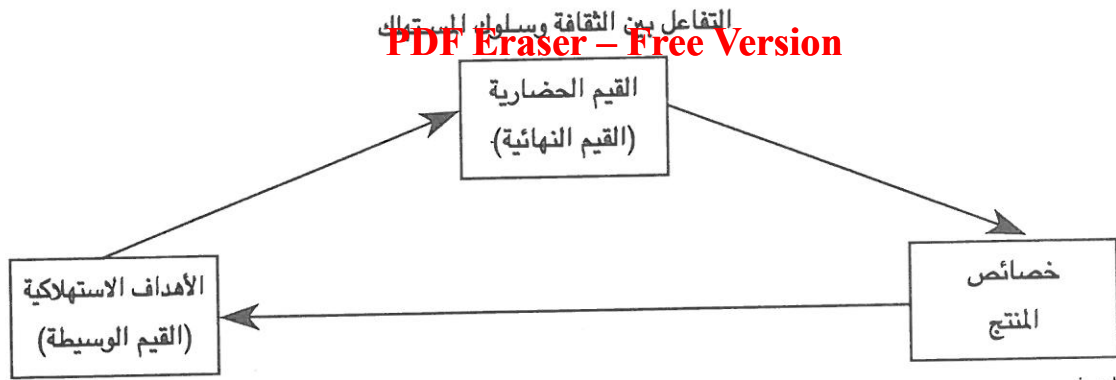 التفاعل بين الثقافة وسلوك المستهلك
PDF Eraser – Free Version
القيم الحضارية
(القيم النهائية)
خصائص
المنتج
الأهداف الاستهلاكية
(القيم الوسيطة)